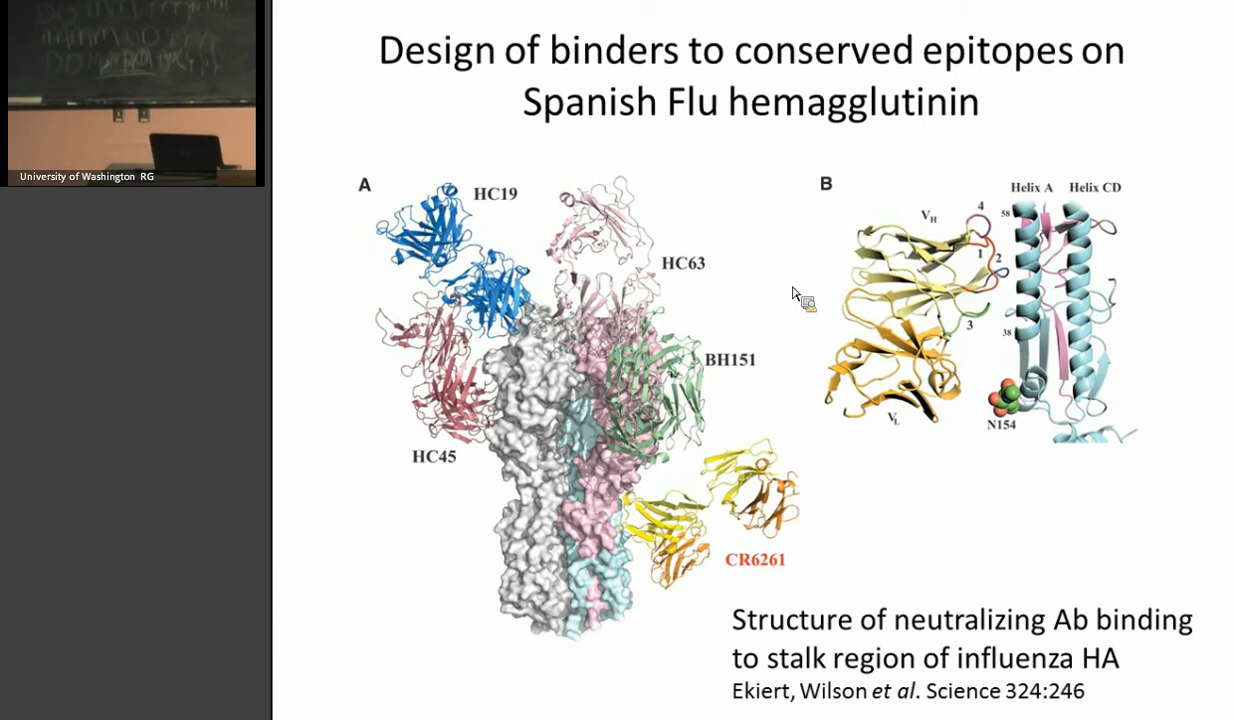 University of Washington RG
Design of binders to conserved epitopes on
Spanish Flu hemagglutinin
A
HC19
HC63
BH151
HC45
CR6261
B
Helix A Helix CD
58
VH
4
1
2
3
38
N154
VL
Structure of neutralizing Ab binding
to stalk region of influenza HA
Ekiert, Wilson et al. Science 324:246